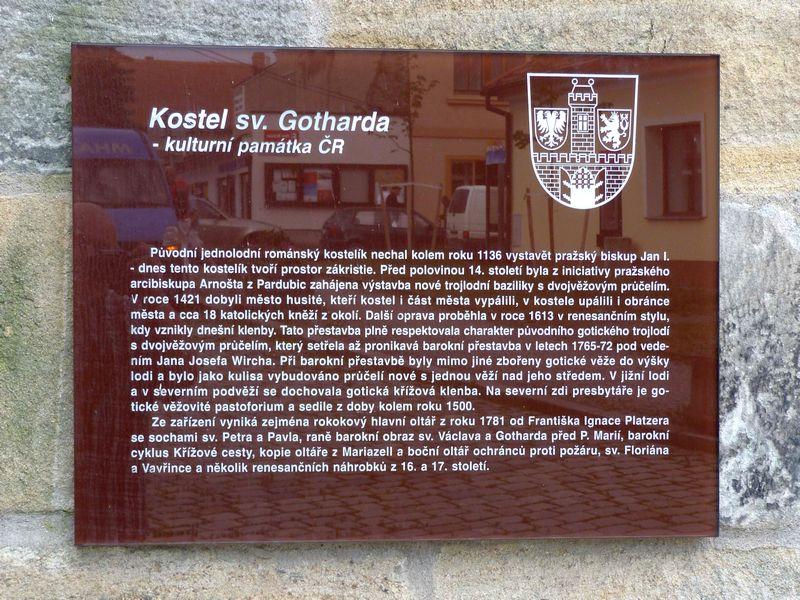 Kostel sv. Gotharda
- kulturní památka ČR
Původní jednolodní románský kostelík nechal kolem roku 1136 vystavět pražský biskup Jan I.
- dnes tento kostelík tvoří prostor zákristie. Před polovinou 14. století byla z iniciativy pražského
arcibiskupa Arnošta z Pardubic zahájena výstavba nové trojlodní baziliky s dvojvěžovým průčelím.
V roce 1421 dobyli město husité, kteří kostel i část města vypálili, v kostele upálili i obránce
města a cca 18 katolických kněží z okolí. Další oprava proběhla v roce 1613 v renesančním stylu,
kdy vznikly dnešní klenby. Tato přestavba plně respektovala charakter původního gotického trojlodí
s dvojvěžovým průčelím, který setřela až pronikavá barokní přestavba v letech 1765-72 pod vede-
ním Jana Josefa Wircha. Při barokní přestavbě byly mimo jiné zbořeny gotické věže do výšky
lodi a bylo jako kulisa vybudováno průčelí nové s jednou věží nad jeho středem. V jižní lodi
a v severním podvěží se dochovala gotická křížová klenba. Na severní zdi presbytáře je go-
tické věžovité pastoforium a sedile z doby kolem roku 1500.
Ze zařízení vyniká zejména rokokový hlavní oltář z roku 1781 od Františka Ignace Platzera
se sochami sv. Petra a Pavla, raně barokní obraz sv. Václava a Gotharda před P. Marií, barokní
cyklus Křížové cesty, kopie oltáře z Mariazell a boční oltář ochránců proti požáru, sv. Floriána
a Vavřince a několik renesančních náhrobků z 16. a 17. století.